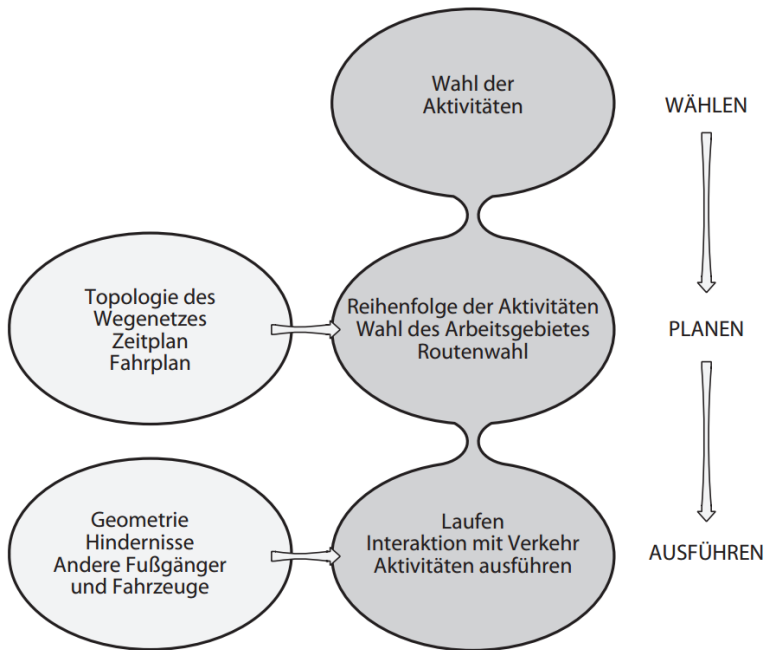 Wahl der
Aktivitäten
WÄHLEN
Topologie des
Wegenetzes
Zeitplan
Fahrplan
Reihenfolge der Aktivitäten
Wahl des Arbeitsgebietes
Routenwahl
PLANEN
Geometrie
Hindernisse
Andere Fußgänger
und Fahrzeuge
Laufen
Interaktion mit Verkehr
Aktivitäten ausführen
AUSFÜHREN